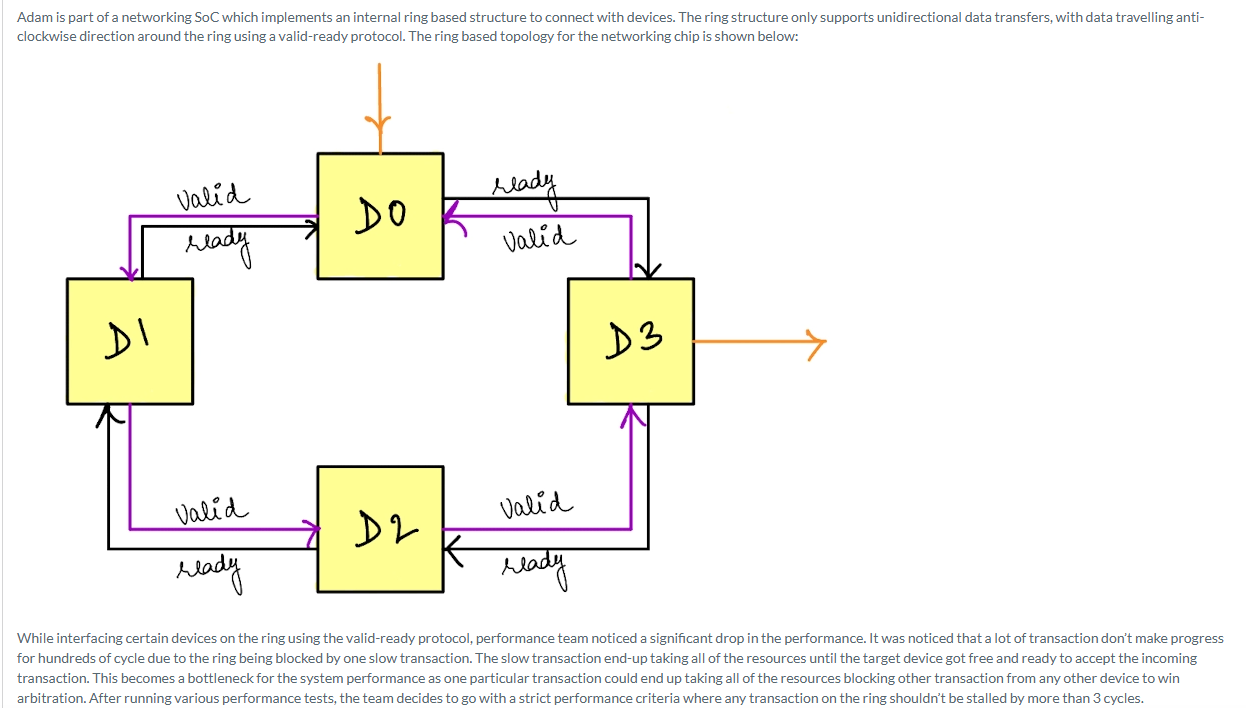 Adam is part of a networking SoC which implements an internal ring based structure to connect with devices. The ring structure only supports unidirectional data transfers, with data travelling anti-
clockwise direction around the ring using a valid-ready protocol. The ring based topology for the networking chip is shown below:
ready
valid
D0
ready
valid
D1
D3
valid
valid
D2
ready
ready
While interfacing certain devices on the ring using the valid-ready protocol, performance team noticed a significant drop in the performance. It was noticed that a lot of transaction don't make progress
for hundreds of cycle due to the ring being blocked by one slow transaction. The slow transaction end-up taking all of the resources until the target device got free and ready to accept the incoming
transaction. This becomes a bottleneck for the system performance as one particular transaction could end up taking all of the resources blocking other transaction from any other device to win
arbitration. After running various performance tests, the team decides to go with a strict performance criteria where any transaction on the ring shouldn't be stalled by more than 3 cycles.